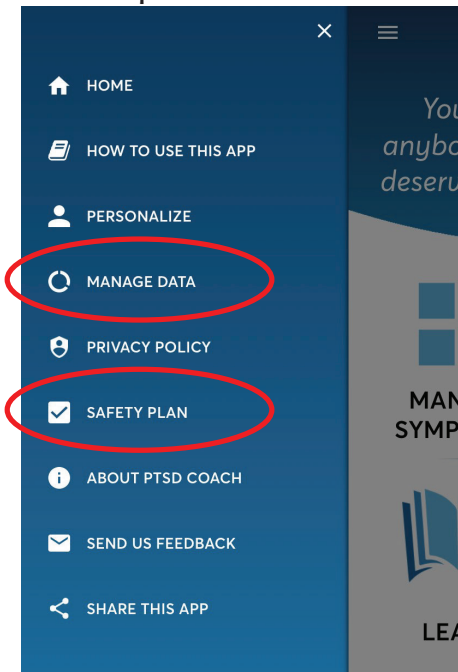 HOME
HOW TO USE THIS APP
PERSONALIZE
MANAGE DATA
PRIVACY POLICY
SAFETY PLAN
ABOUT PTSD COACH
SEND US FEEDBACK
SHARE THIS APP